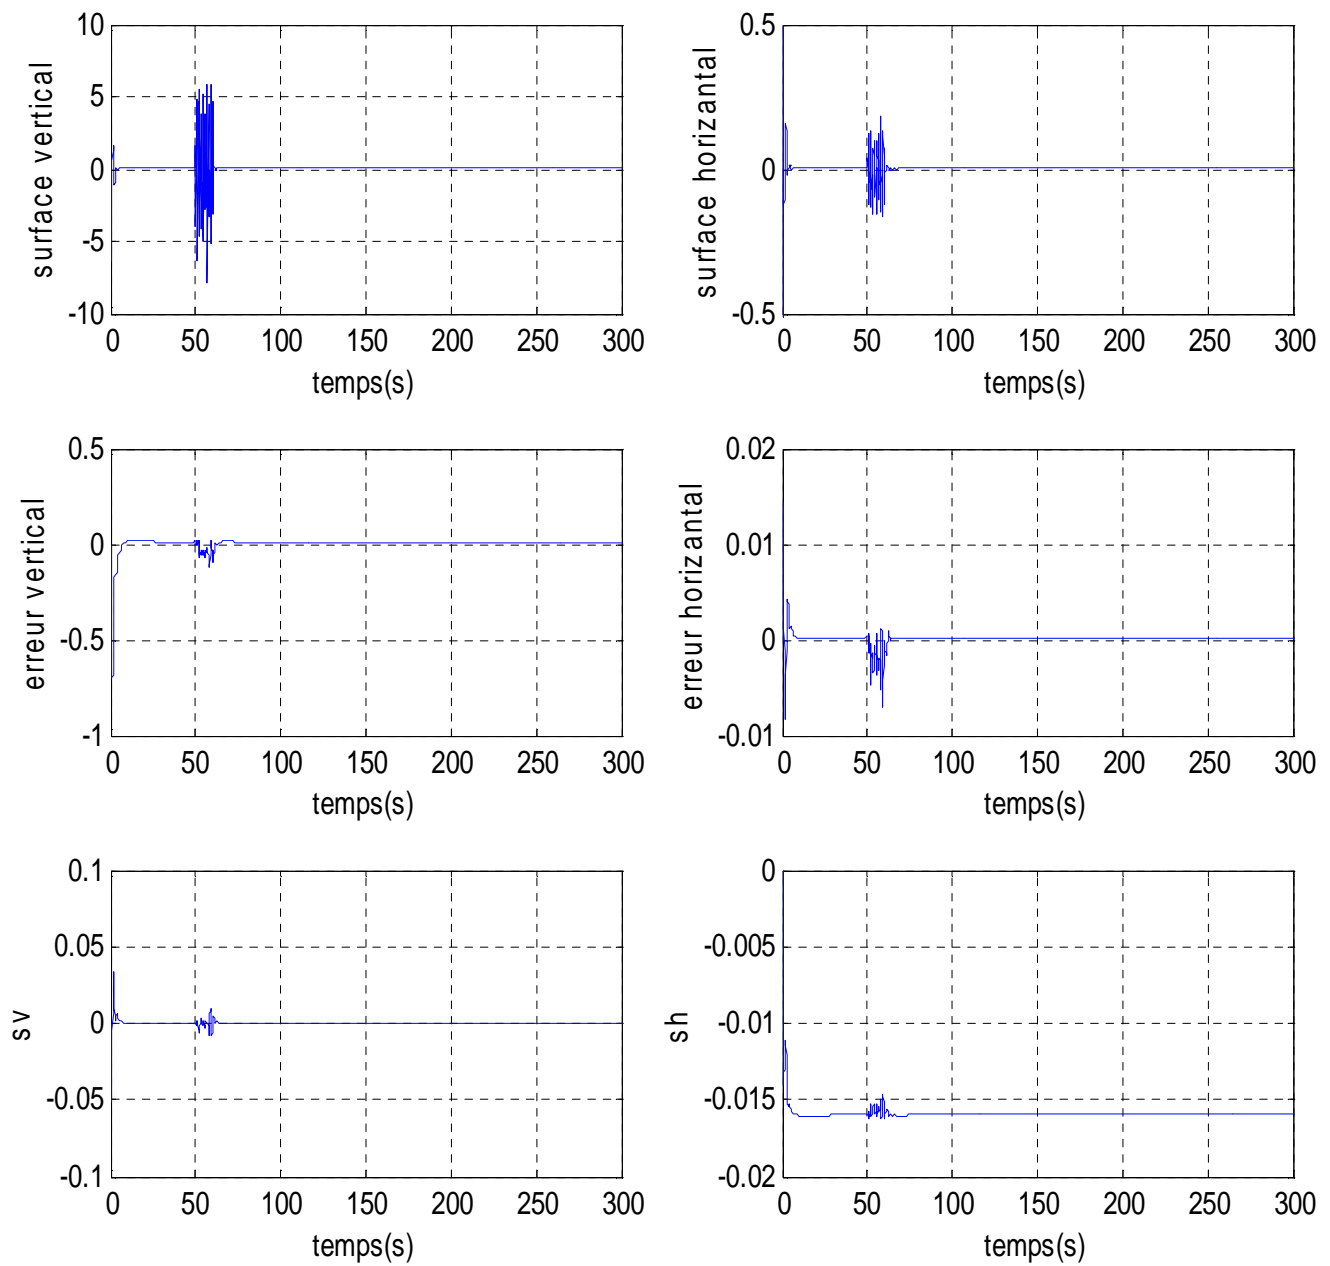 10
5
0
-5
-10
surface vertical
0 50 100 150 200 250 300
temps(s)
0.5
0
-0.5
surface horizantal
0 50 100 150 200 250 300
temps(s)
0.5
0
-0.5
-1
erreur vertical
0 50 100 150 200 250 300
temps(s)
0.02
0.01
0
-0.01
erreur horizantal
0 50 100 150 200 250 300
temps(s)
0.1
0.05
0
-0.05
-0.1
sv
0 50 100 150 200 250 300
temps(s)
0
-0.005
-0.01
-0.015
-0.02
sh
0 50 100 150 200 250 300
temps(s)